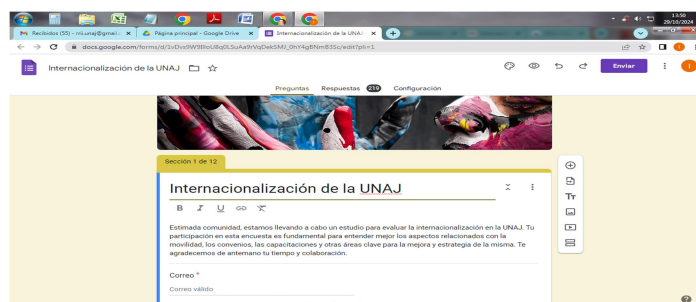 13:50
29/10/2024
Recibidos (55) - mi.unaj@gmail.
Página principal - Google Drive
Internacionalización de la UNAJ
docs.google.com/forms/d/1vDvs9W9BloU8q0LSuAa9rVqDekSMJ_0hY4gBNmB3Sc/edit?pli=1
Internacionalización de la UNAJ
Enviar
Preguntas Respuestas 219 Configuración
Sección 1 de 12
Internacionalización de la UNAJ
B I U
Estimada comunidad, estamos llevando a cabo un estudio para evaluar la internacionalización en la UNAJ. Tu
participación en esta encuesta es fundamental para entender mejor los aspectos relacionados con la
movilidad, los convenios, las capacitaciones y otras áreas clave para la mejora y estrategia de la misma. Te
agradecemos de antemano tu tiempo y colaboración.
Correo *
Correo válido